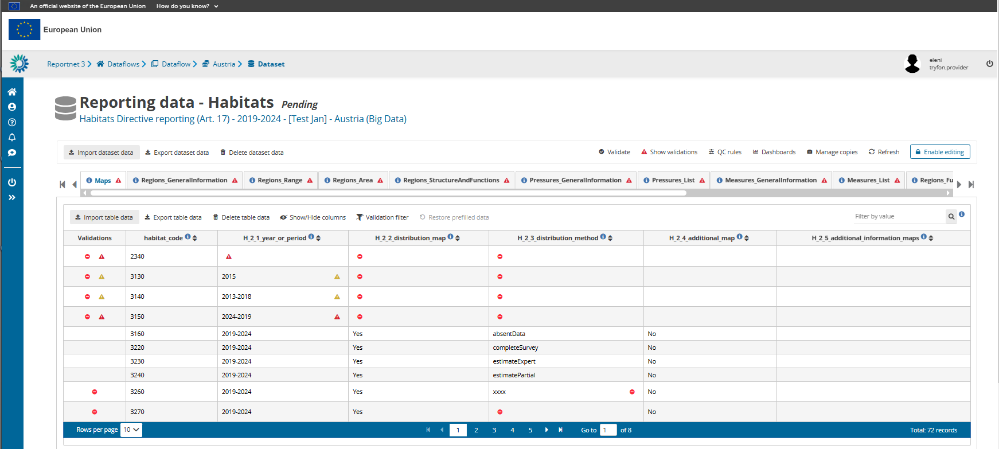 An official website of the European Union How do you know?
European Union
Reportnet 3 Dataflows Dataflow Austria Dataset
eleni
tryfon.provider
Reporting data - Habitats Pending
Habitats Directive reporting (Art. 17) - 2019-2024 - [Test Jan] - Austria (Big Data)
Import dataset data Export dataset data Delete dataset data Validate Show validations QC rules Dashboards Manage copies Refresh Enable editing
Maps Regions_GeneralInformation Regions_Range Regions_Area Regions_StructureAndFunctions Pressures_GeneralInformation Pressures_List Measures_GeneralInformation Measures_List Regions_Fu
Import table data Export table data Delete table data Show/Hide columns Validation filter Restore prefilled data Filter by value
Validations habitat_code H_2_1_year_or_period H_2_2_distribution_map H_2_3_distribution_method H_2_4_additional_map H_2_5_additional_information_maps
2340
3130 2015
3140 2013-2018
3150 2024-2019
3160 2019-2024 Yes absentData No
3220 2019-2024 Yes completeSurvey No
3230 2019-2024 Yes estimateExpert No
3240 2019-2024 Yes estimatePartial No
3260 2019-2024 Yes xxxx No
3270 2019-2024 Yes No
Rows per page 10 1 2 3 4 5 Go to 1 of 8 Total: 72 records